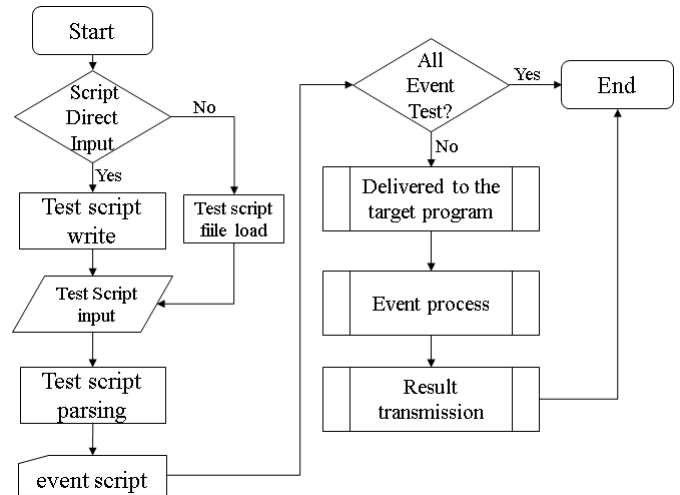 Start
Script
Direct
Input
No
Yes
Test script
write
Test script
fiile load
Test Script
input
Test script
parsing
event script
All
Event
Test?
Yes
End
No
Delivered to the
target program
Event process
Result
transmission